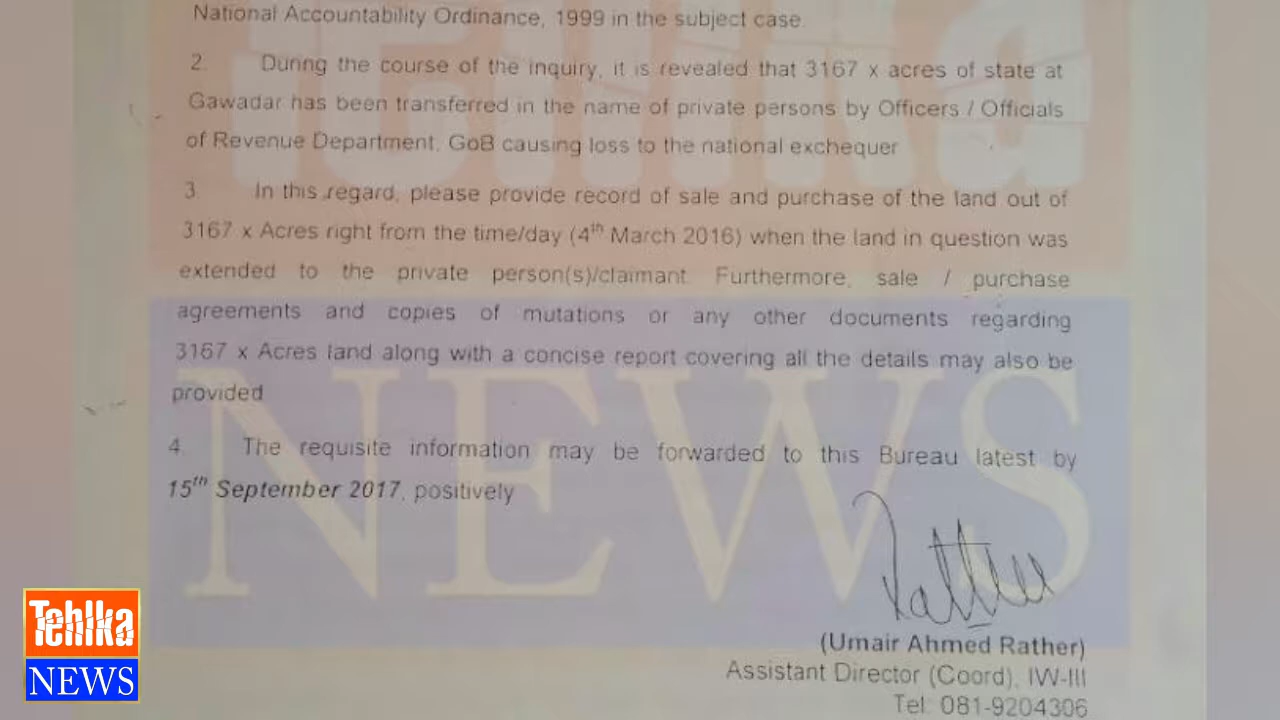 National Accountability Ordinance, 1999 in the subject case.
2. During the course of the inquiry, it is revealed that 3167 x acres of state at
Gawadar has been transferred in the name of private persons by Officers / Officials
of Revenue Department, GoB causing loss to the national exchequer
3. In this regard, please provide record of sale and purchase of the land out of
3167 x Acres right from the time/day (4th March 2016) when the land in question was
extended to the private person(s)/claimant. Furthermore, sale / purchase
agreements and copies of mutations or any other documents regarding
3167 x Acres land along with a concise report covering all the details may also be
provided
4. The requisite information may be forwarded to this Bureau latest by
15th September 2017, positively
(Umair Ahmed Rather)
Assistant Director (Coord), IW-III
Tel: 081-9204306
Tehlka
NEWS
Tehlka
NEWS